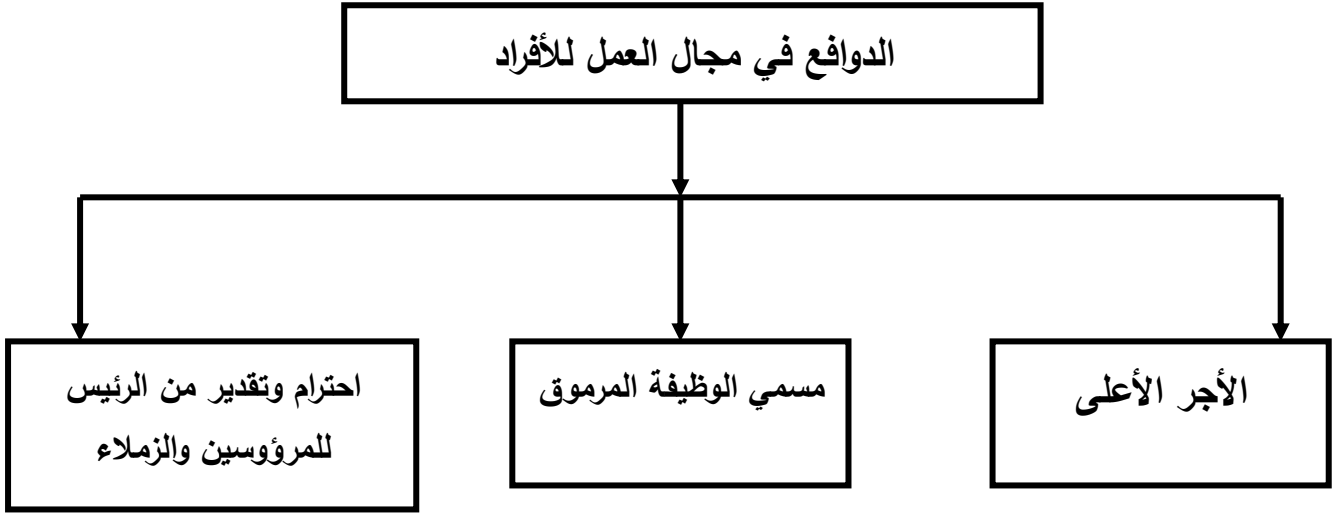 الدوافع في مجال العمل للأفراد
الأجر الأعلى
مسمي الوظيفة المرموق
احترام وتقدير من الرئيس
للمرؤوسين والزملاء